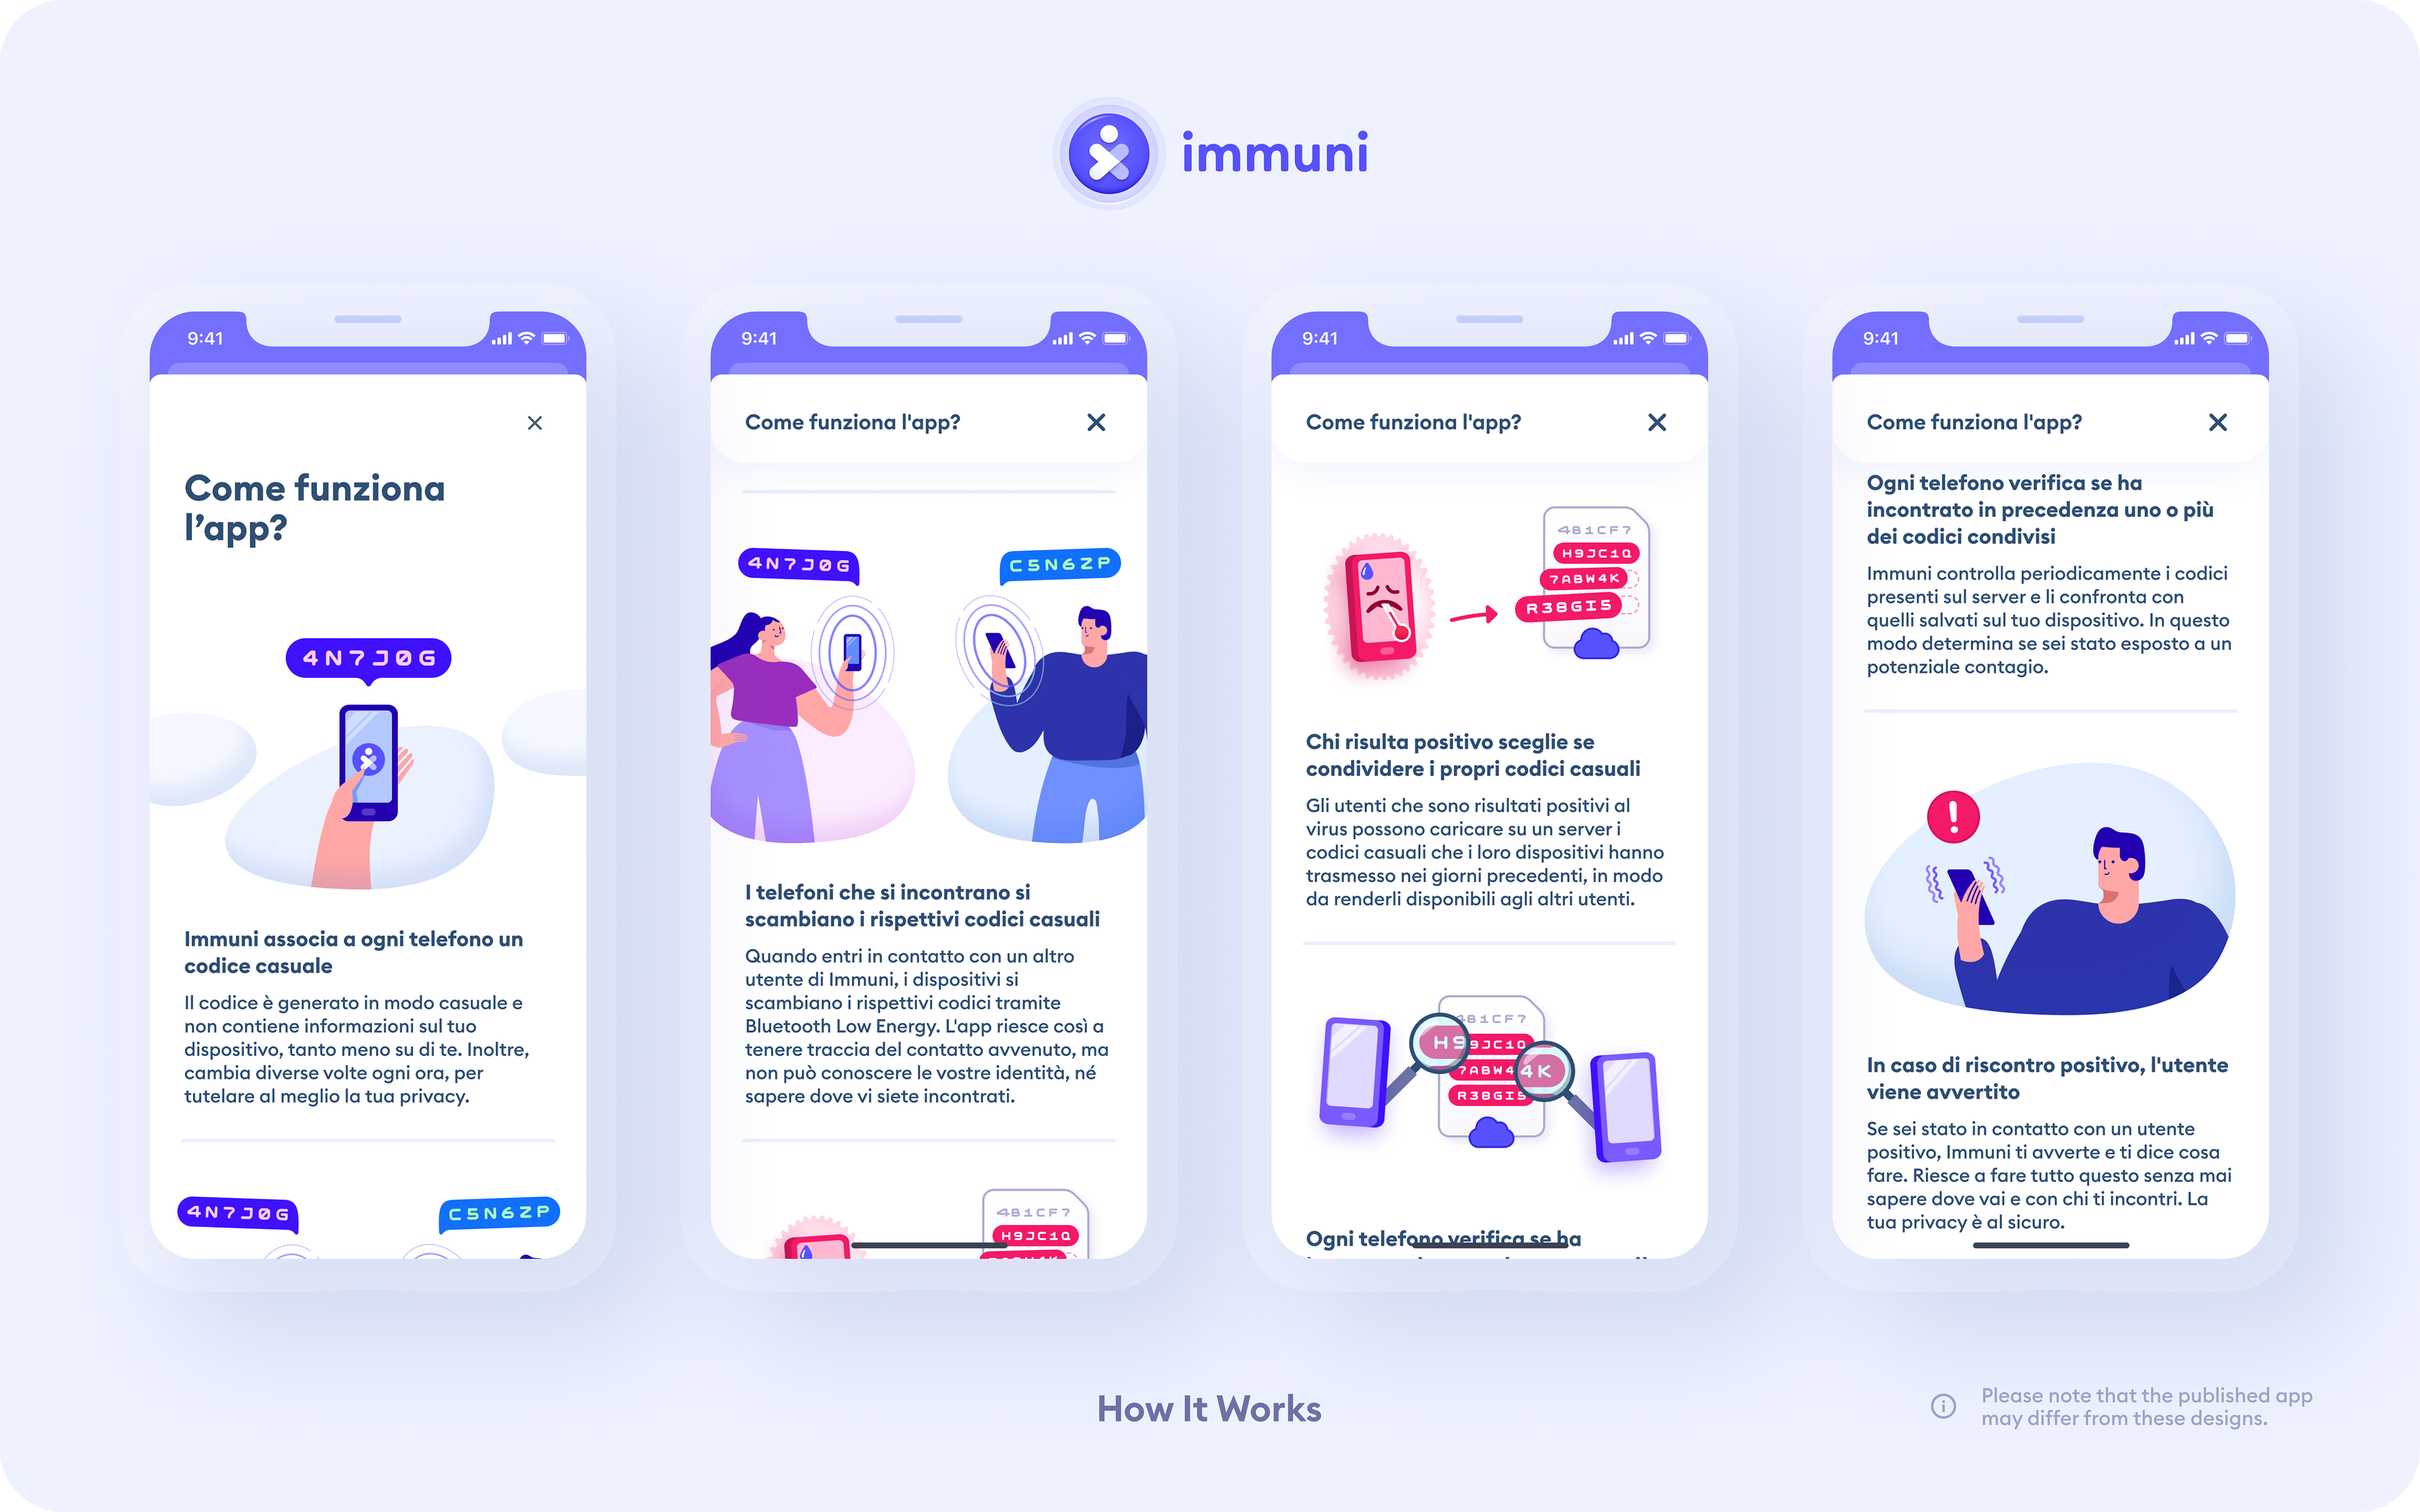 immuni
9:41
Come funziona
l'app?
4N7J0G
Immuni associa a ogni telefono un
codice casuale
Il codice è generato in modo casuale e
non contiene informazioni sul tuo
dispositivo, tanto meno su di te. Inoltre,
cambia diverse volte ogni ora, per
tutelare al meglio la tua privacy.
4N7J0G
C5N6ZP
9:41
Come funziona l'app?
4N7J0G
C5N6ZP
I telefoni che si incontrano si
scambiano i rispettivi codici casuali
Quando entri in contatto con un altro
utente di Immuni, i dispositivi si
scambiano i rispettivi codici tramite
Bluetooth Low Energy. L'app riesce così a
tenere traccia del contatto avvenuto, ma
non può conoscere le vostre identità, né
sapere dove vi siete incontrati.
4B1CF7
H9JC1Q
9:41
Come funziona l'app?
4B1CF7
H9JC1Q
7ABW4K
R38GI5
Chi risulta positivo sceglie se
condividere i propri codici casuali
Gli utenti che sono risultati positivi al
virus possono caricare su un server i
codici casuali che i loro dispositivi hanno
trasmesso nei giorni precedenti, in modo
da renderli disponibili agli altri utenti.
4B1CF7
H9
9JC1Q
7ABW4
4K
R38GI5
Ogni telefono verifica se ha
9:41
Come funziona l'app?
Ogni telefono verifica se ha
incontrato in precedenza uno o più
dei codici condivisi
Immuni controlla periodicamente i codici
presenti sul server e li confronta con
quelli salvati sul tuo dispositivo. In questo
modo determina se sei stato esposto a un
potenziale contagio.
In caso di riscontro positivo, l'utente
viene avvertito
Se sei stato in contatto con un utente
positivo, Immuni ti avverte e ti dice cosa
fare. Riesce a fare tutto questo senza mai
sapere dove vai e con chi ti incontri. La
tua privacy è al sicuro.
How It Works
Please note that the published app
may differ from these designs.